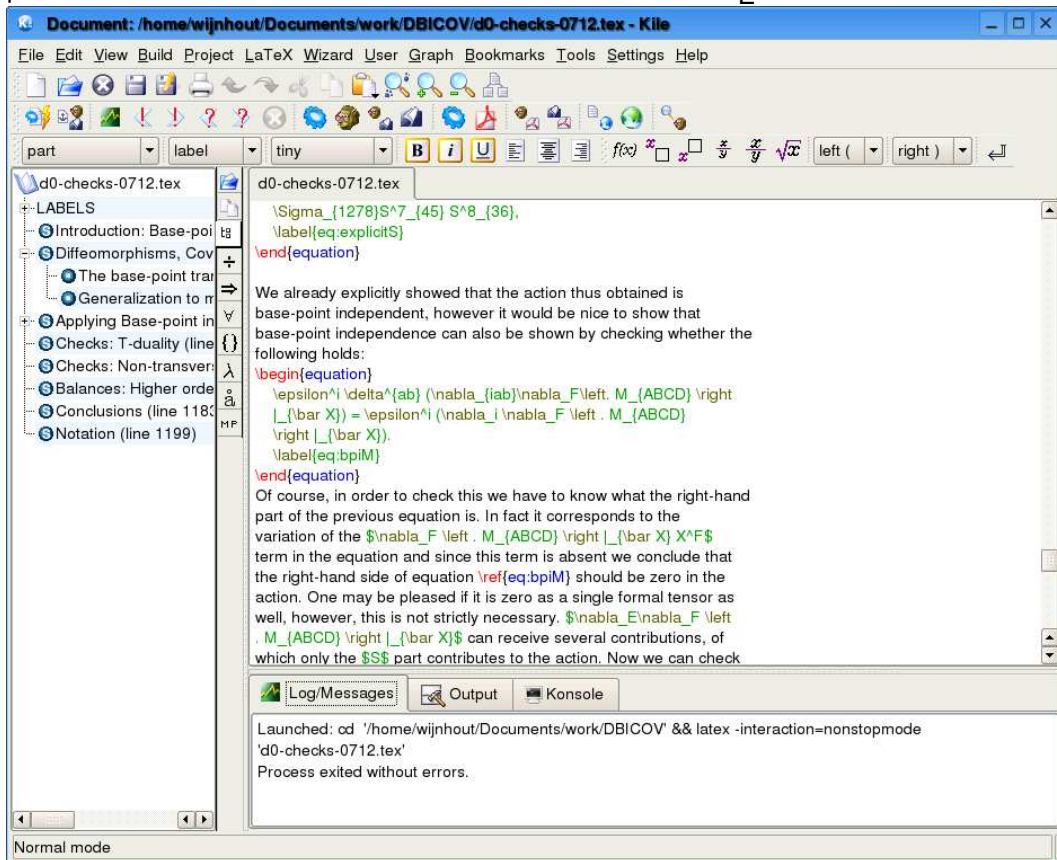 Document: /home/wijnhout/Documents/work/DBICOV/d0-checks-0712.tex - Kile
File Edit View Build Project LaTeX Wizard User Graph Bookmarks Tools Settings Help
part label tiny B i U f(x) left ( right )
d0-checks-0712.tex
LABELS
Introduction: Base-poi
Diffeomorphisms, Cov
The base-point tran
Generalization to m
Applying Base-point in
Checks: T-duality (line
Checks: Non-transver
Balances: Higher orde
Conclusions (line 118
Notation (line 1199)
d0-checks-0712.tex
\Sigma_{1278}S^7_{45} S^8_{36},
\label{eq:explicitS}
\end{equation}
We already explicitly showed that the action thus obtained is
base-point independent, however it would be nice to show that
base-point independence can also be shown by checking whether the
following holds:
\begin{equation}
\epsilon^i \delta^{ab} (\nabla_{iab}\nabla_F\left. M_{ABCD} \right
|_{\bar X}) = \epsilon^i (\nabla_i \nabla_F \left . M_{ABCD}
\right |_{\bar X}).
\label{eq:bpiM}
\end{equation}
Of course, in order to check this we have to know what the right-hand
part of the previous equation is. In fact it corresponds to the
variation of the $\nabla_F \left . M_{ABCD} \right |_{\bar X} X^F$
term in the equation and since this term is absent we conclude that
the right-hand side of equation \ref{eq:bpiM} should be zero in the
action. One may be pleased if it is zero as a single formal tensor as
well, however, this is not strictly necessary. $\nabla_E\nabla_F \left
. M_{ABCD} \right |_{\bar X}$ can receive several contributions, of
which only the $S$ part contributes to the action. Now we can check
Log/Messages Output Konsole
Launched: cd '/home/wijnhout/Documents/work/DBICOV' && latex -interaction=nonstopmode
'd0-checks-0712.tex'
Process exited without errors.
Normal mode